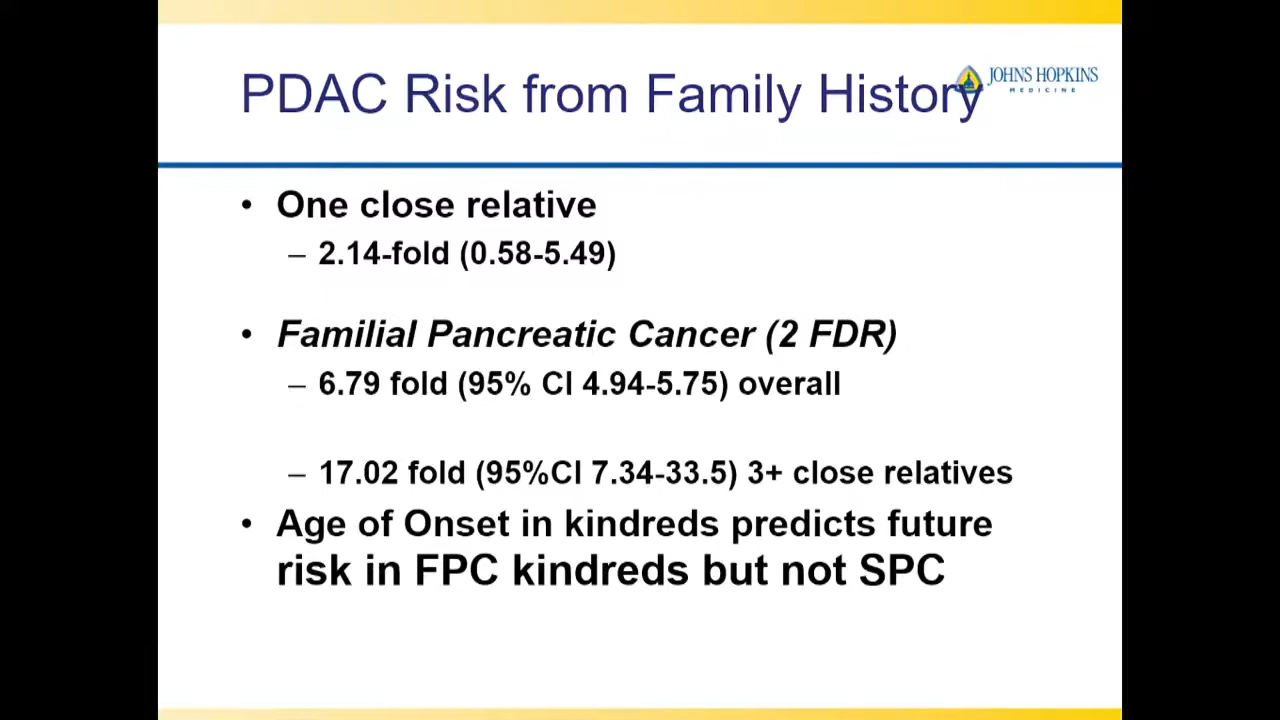 PDAC Risk from Family History
JOHNS HOPKINS
MEDICINE
• One close relative
– 2.14-fold (0.58-5.49)
• Familial Pancreatic Cancer (2 FDR)
– 6.79 fold (95% CI 4.94-5.75) overall
– 17.02 fold (95%CI 7.34-33.5) 3+ close relatives
• Age of Onset in kindreds predicts future
risk in FPC kindreds but not SPC